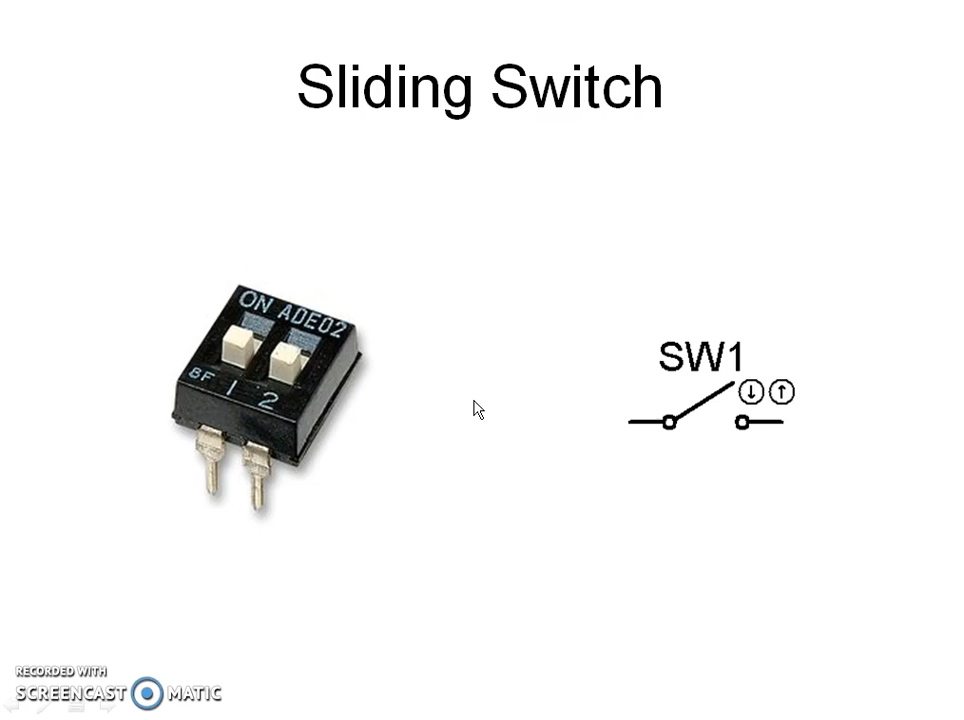 Sliding Switch
ON ADE02
8F 1 2
SW1
RECORDED WITH
SCREENCAST MATIC